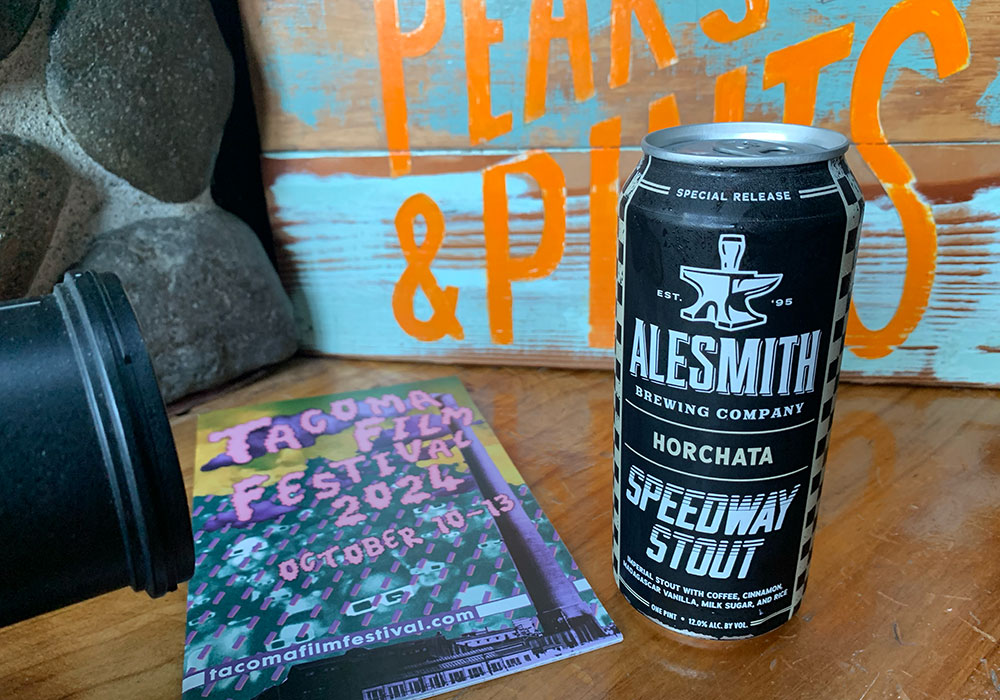 PEAKS
& PINTS
SPECIAL RELEASE
EST. '95
ALESMITH
BREWING COMPANY
HORCHATA
SPEEDWAY
STOUT
IMPERIAL STOUT WITH COFFEE, CINNAMON,
MADAGASCAR VANILLA, MILK SUGAR, AND RICE
ONE PINT • 12.0% ALC. BY VOL.
TACOMA
FILM
FESTIVAL
2024
OCTOBER 10-13
tacomafilmfestival.com